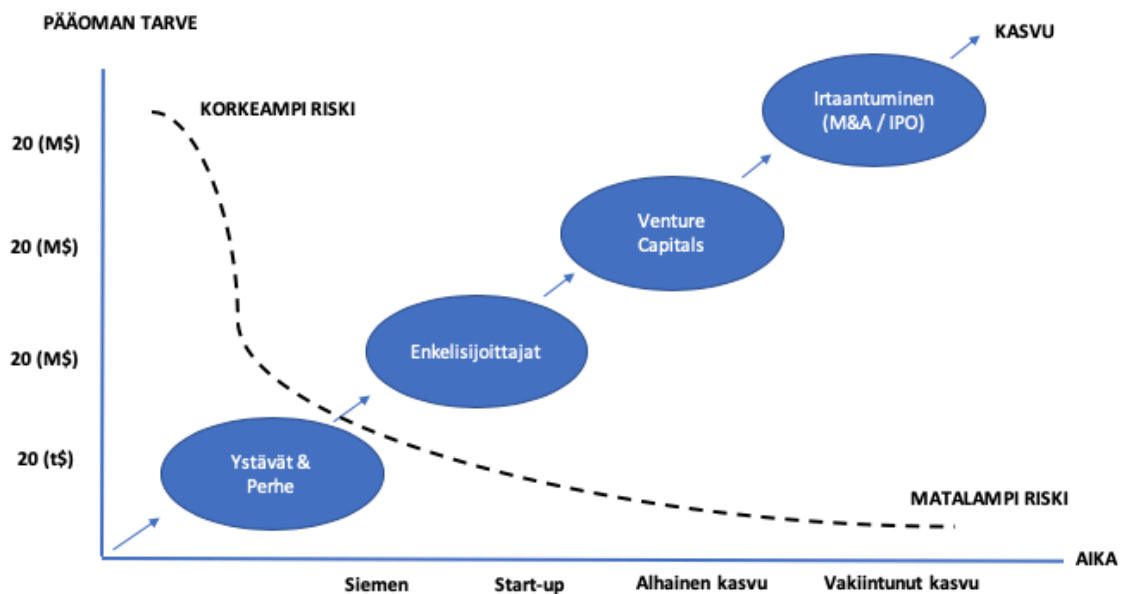 PÄÄOMAN TARVE
KASVU
KORKEAMPI RISKI
Irtaantuminen
(M&A / IPO)
20 (M$)
Venture
Capitals
20 (M$)
Enkelisijoittajat
20 (M$)
Ystävät &
Perhe
20 (t$)
MATALAMPI RISKI
AIKA
Siemen
Start-up
Alhainen kasvu
Vakiintunut kasvu